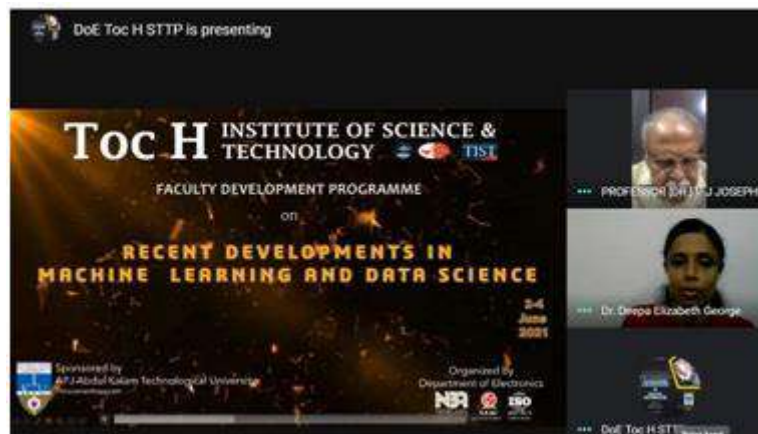 DoE Toc H STTP is presenting
Toc H INSTITUTE OF SCIENCE &
TECHNOLOGY TIST
FACULTY DEVELOPMENT PROGRAMME
on
RECENT DEVELOPMENTS IN
MACHINE LEARNING AND DATA SCIENCE
2-4
June
2021
Sponsored by
APJ Abdul Kalam Technological University
Organized by
Department of Electronics
NBA
ISO
PROFESSOR (DR.) J JOSEPH
Dr. Deepa Elizabeth George
DoE Toc H STTP